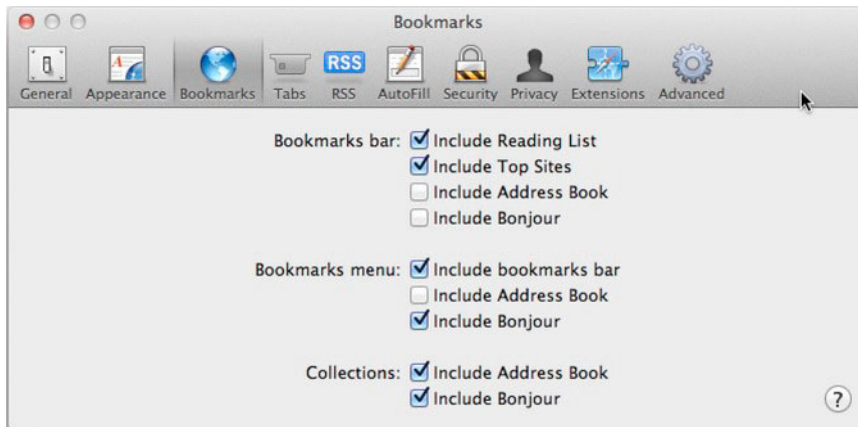 Bookmarks
RSS
General Appearance Bookmarks Tabs RSS AutoFill Security Privacy Extensions Advanced
Bookmarks bar: Include Reading List
Include Top Sites
Include Address Book
Include Bonjour
Bookmarks menu: Include bookmarks bar
Include Address Book
Include Bonjour
Collections: Include Address Book
Include Bonjour
?